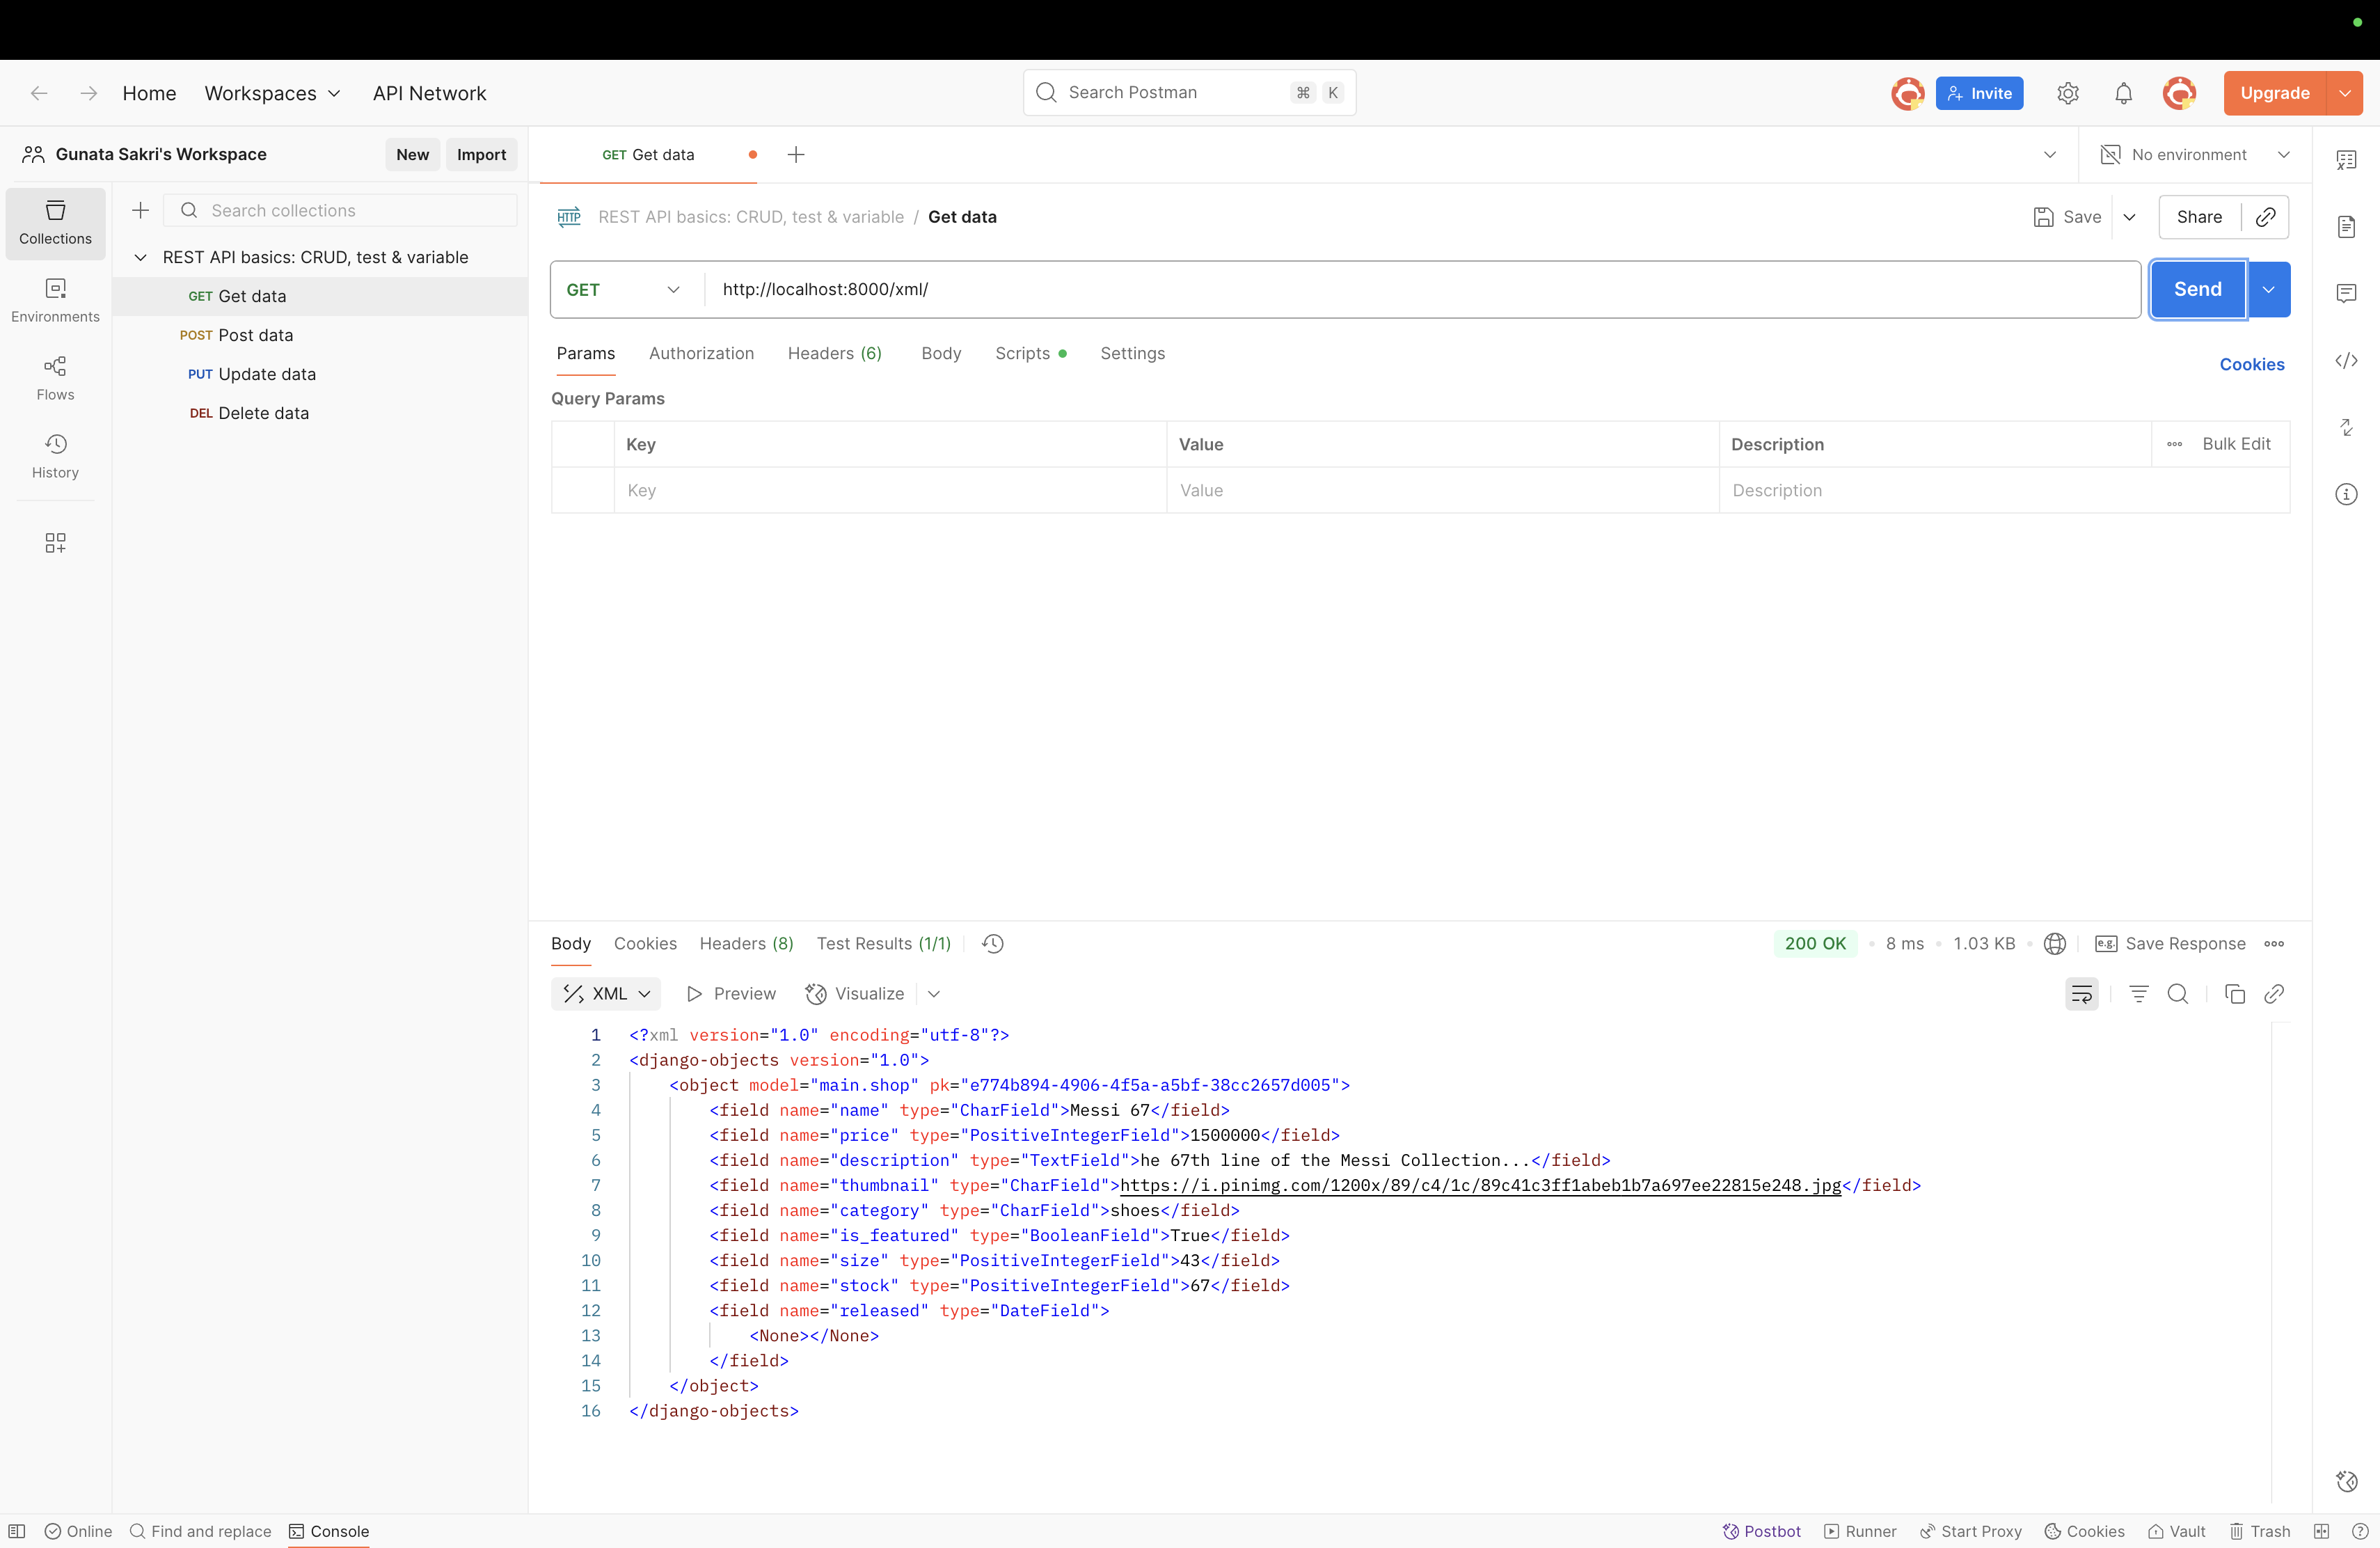 Home Workspaces API Network Search Postman ⌘ K Invite Upgrade
Gunata Sakri's Workspace New Import
GET Get data No environment
Collections
Environments
Flows
History
Search collections
REST API basics: CRUD, test & variable
GET Get data
POST Post data
PUT Update data
DEL Delete data
HTTP REST API basics: CRUD, test & variable / Get data Save Share
GET http://localhost:8000/xml/ Send
Params Authorization Headers (6) Body Scripts Settings Cookies
Query Params
Key Value Description Bulk Edit
Key Value Description
Body Cookies Headers (8) Test Results (1/1) 200 OK 8 ms 1.03 KB e.g. Save Response
XML Preview Visualize
1 <?xml version="1.0" encoding="utf-8"?>
2 <django-objects version="1.0">
3 <object model="main.shop" pk="e774b894-4906-4f5a-a5bf-38cc2657d005">
4 <field name="name" type="CharField">Messi 67</field>
5 <field name="price" type="PositiveIntegerField">1500000</field>
6 <field name="description" type="TextField">he 67th line of the Messi Collection...</field>
7 <field name="thumbnail" type="CharField">https://i.pinimg.com/1200x/89/c4/1c/89c41c3ff1abeb1b7a697ee22815e248.jpg</field>
8 <field name="category" type="CharField">shoes</field>
9 <field name="is_featured" type="BooleanField">True</field>
10 <field name="size" type="PositiveIntegerField">43</field>
11 <field name="stock" type="PositiveIntegerField">67</field>
12 <field name="released" type="DateField">
13 <None></None>
14 </field>
15 </object>
16 </django-objects>
Online Find and replace Console Postbot Runner Start Proxy Cookies Vault Trash